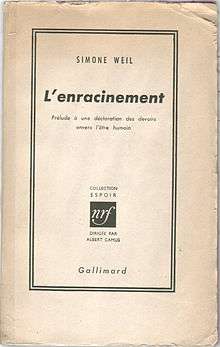 SIMONE WEIL
L'enracinement
Prélude à une déclaration des devoirs
envers l'être humain
COLLECTION
ESPOIR
nrf
DIRIGÉE PAR
ALBERT CAMUS
Gallimard